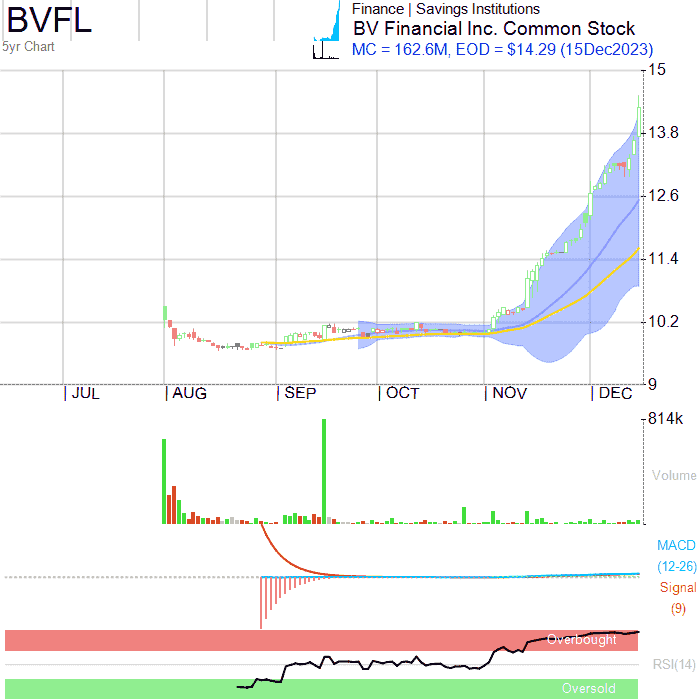 BVFL
5yr Chart
Finance | Savings Institutions
BV Financial Inc. Common Stock
MC = 162.6M, EOD = $14.29 (15Dec2023)
15
13.8
12.6
11.4
10.2
9
JUL AUG SEP OCT NOV DEC
814k
Volume
MACD
(12-26)
Signal
(9)
Overbought
RSI(14)
Oversold